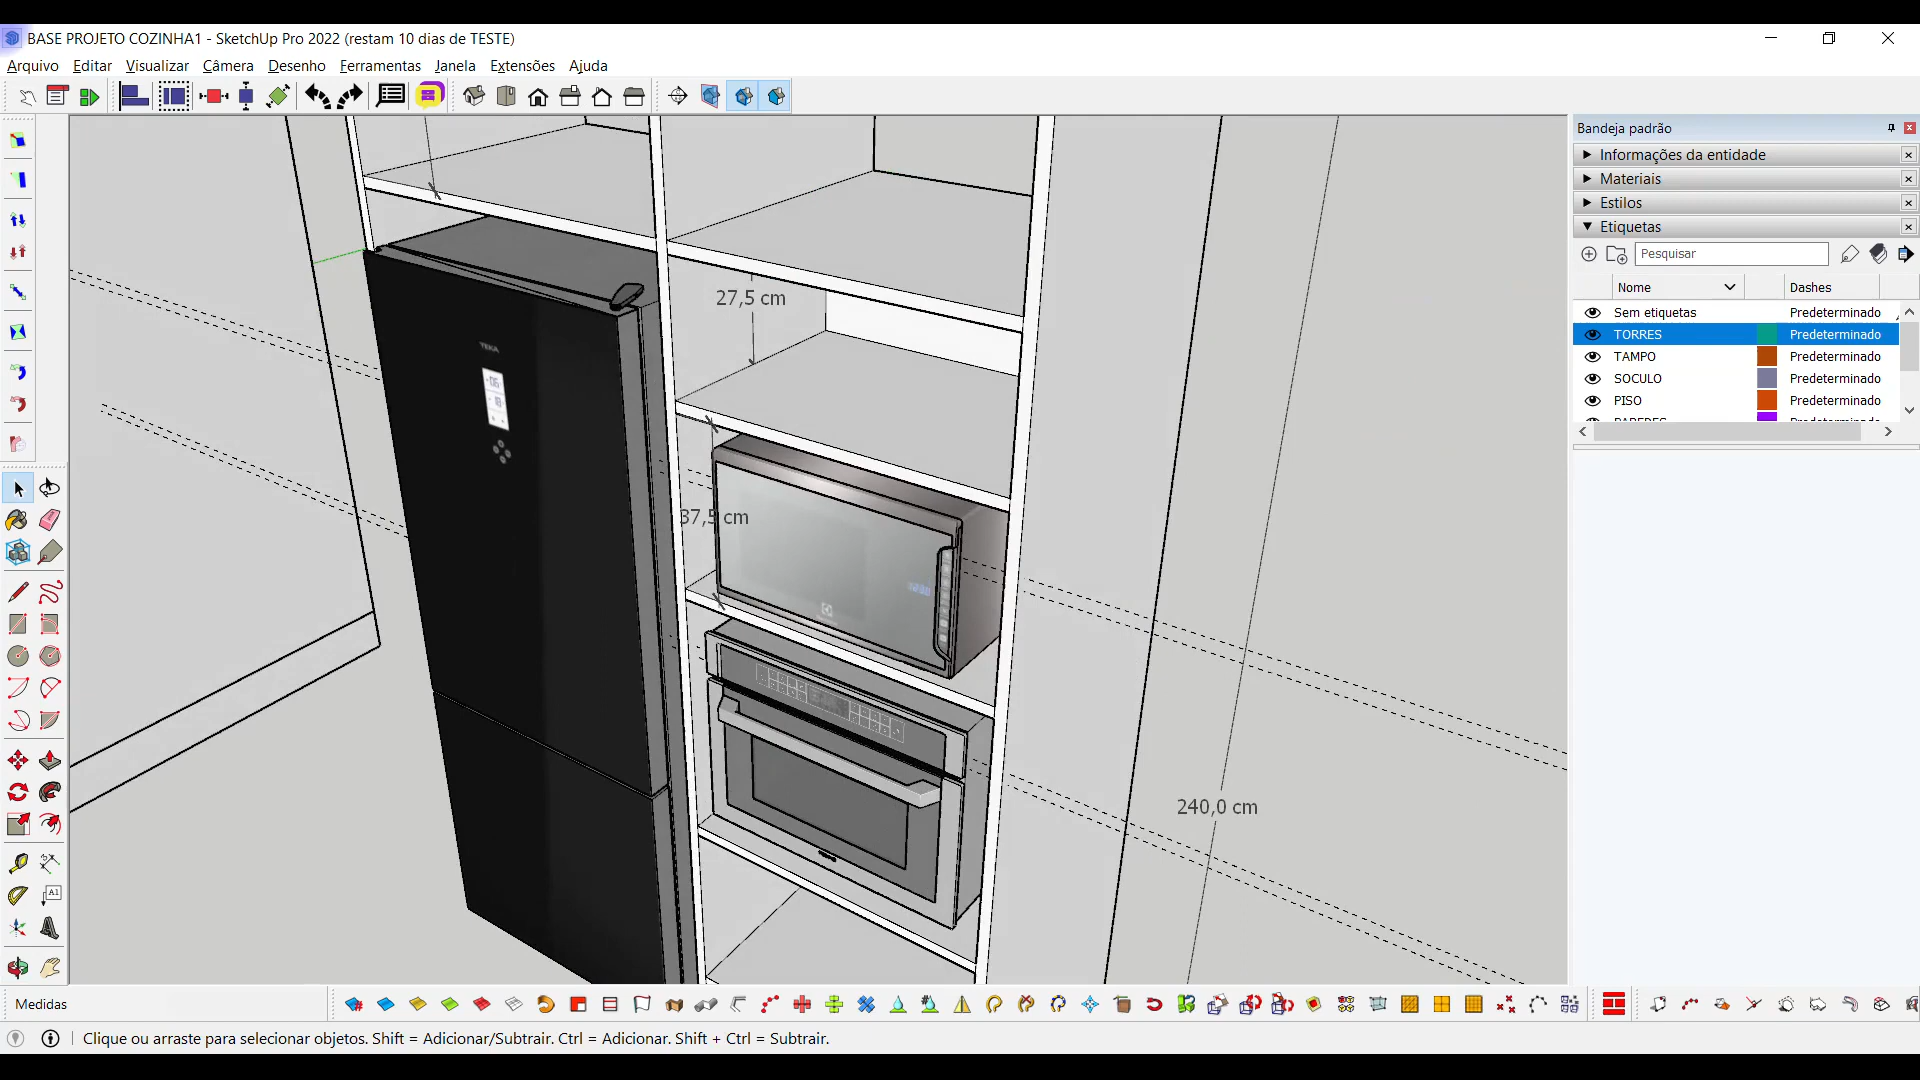 BASE PROJETO COZINHA1 - SketchUp Pro 2022 (restam 10 dias de TESTE)
Arquivo Editar Visualizar Câmera Desenho Ferramentas Janela Extensões Ajuda
Bandeja padrão
Informações da entidade
Materiais
Estilos
Etiquetas
Pesquisar
Nome Dashes
Sem etiquetas Predeterminado
TORRES Predeterminado
TAMPO Predeterminado
SOCULO Predeterminado
PISO Predeterminado
27,5 cm
TEKA
37,5 cm
240,0 cm
A1
Medidas
Clique ou arraste para selecionar objetos. Shift = Adicionar/Subtrair. Ctrl = Adicionar. Shift + Ctrl = Subtrair.